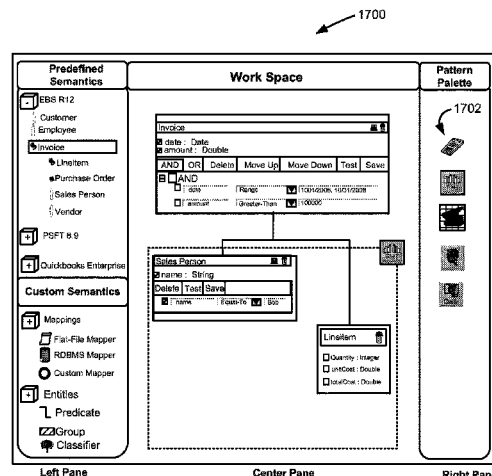 1700
Predefined Semantics
Work Space
Pattern Palette
1702
EBS R12
Customer
Employee
Invoice
LineItem
Purchase Order
Sales Person
Vendor
PSFT 8.9
Quickbooks Enterprise
Custom Semantics
Mappings
Flat-File Mapper
RDBMS Mapper
Custom Mapper
Entities
Predicate
Group
Classifier
Invoice
date : Date
amount : Double
AND OR Delete Move Up Move Down Test Save
AND
date Range
amount Greater-Than 100000
Sales Person
name : String
Delete Test Save
name Equal-To Bob
LineItem
Quantity : Integer
unitCost : Double
totalCost : Double
Left Pane
Center Pane
Right Pan